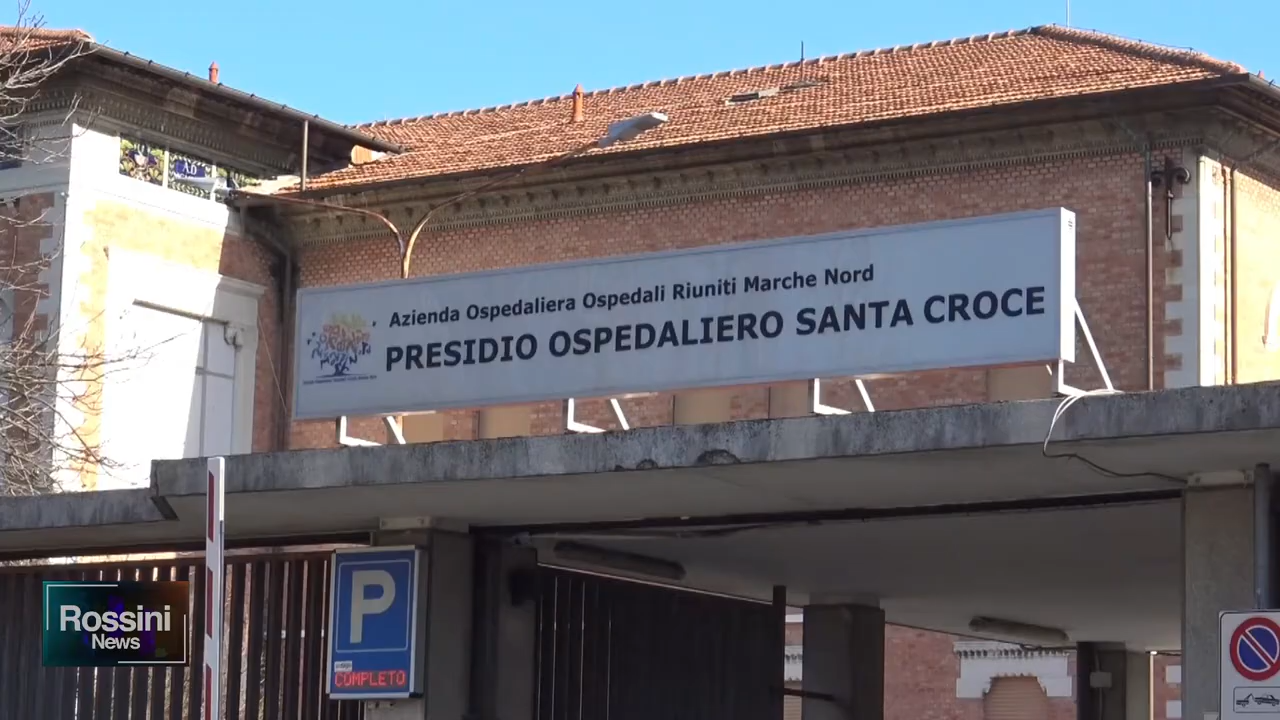 Azienda Ospedaliera Ospedali Riuniti Marche Nord
PRESIDIO OSPEDALIERO SANTA CROCE
P
COMPLETO
Rossini
News